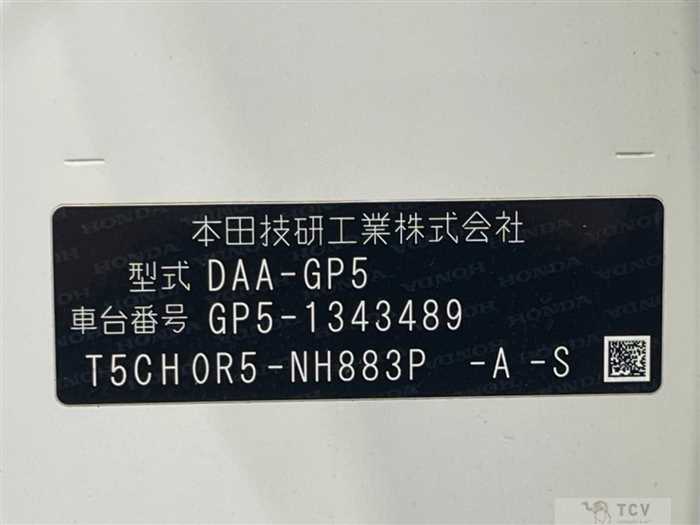 本田技研工業株式会社
型式 DAA-GP5
車台番号 GP5-1343489
T5CH0R5-NH883P -A -S
TCV